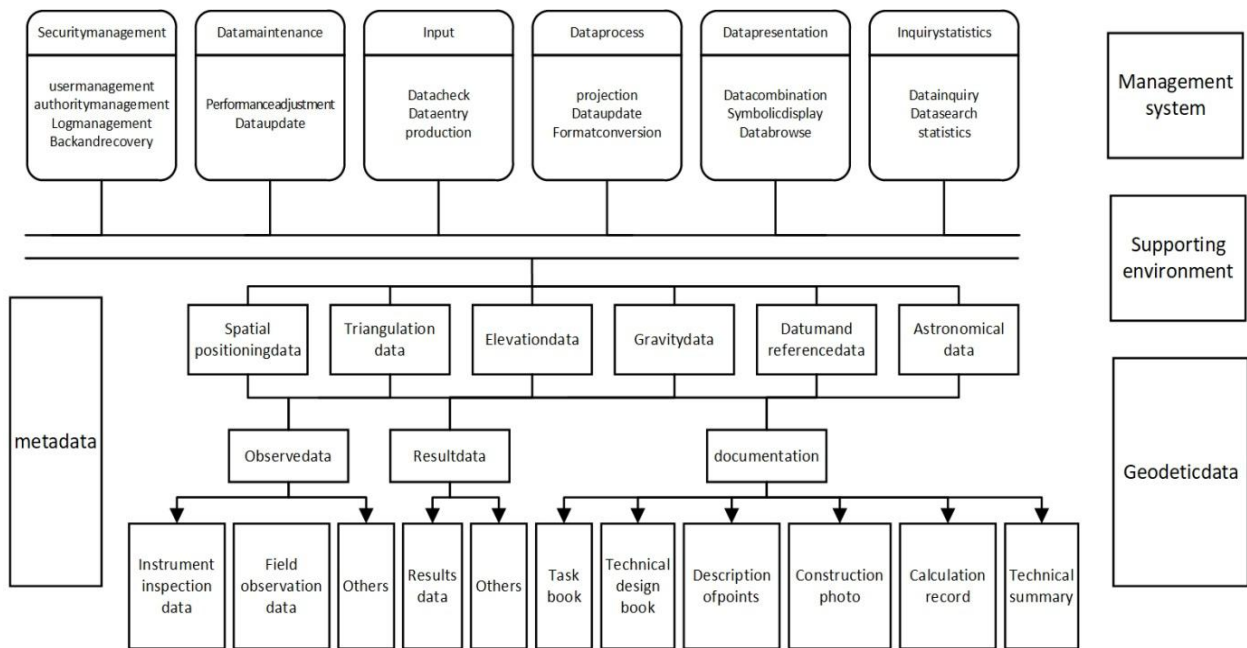 Securitymanagement
usermanagement
authoritymanagement
Logmanagement
Backandrecovery
Datamaintenance
Performanceadjustment
Dataupdate
Input
Datacheck
Dataentry
production
Dataprocess
projection
Dataupdate
Formatconversion
Datapresentation
Datacombination
Symbolicdisplay
Databrowse
Inquirystatistics
Datainquiry
Datasearch
statistics
Management
system
Supporting
environment
metadata
Spatial
positioningdata
Triangulation
data
Elevationdata
Gravitydata
Datumand
referencedata
Astronomical
data
Geodeticdata
Observedata
Resultdata
documentation
Instrument
inspection
data
Field
observation
data
Others
Results
data
Others
Task
book
Technical
design
book
Description
ofpoints
Construction
photo
Calculation
record
Technical
summary